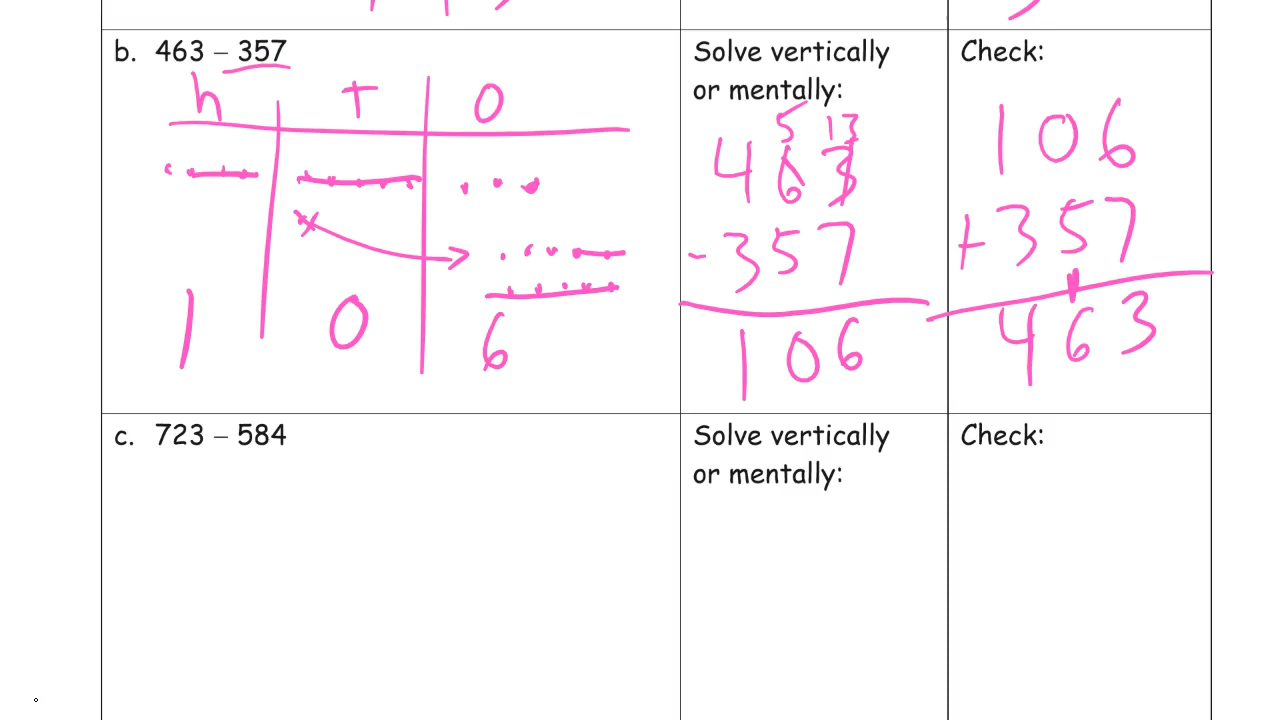 b. 463 – 357
h T O
1 0 6
Solve vertically
or mentally:
5 13
463
-357
106
Check:
106
+357
1
463
c. 723 – 584
Solve vertically
or mentally:
Check: